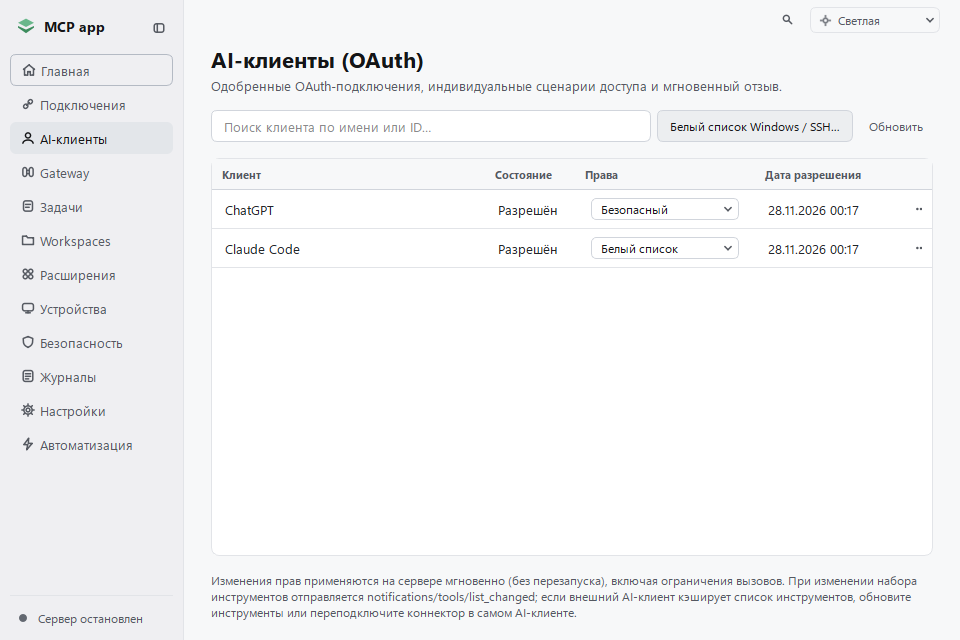 MCP app
Светлая
Главная
Подключения
AI-клиенты
Gateway
Задачи
Workspaces
Расширения
Устройства
Безопасность
Журналы
Настройки
Автоматизация
Сервер остановлен
AI-клиенты (OAuth)
Одобренные OAuth-подключения, индивидуальные сценарии доступа и мгновенный отзыв.
Поиск клиента по имени или ID...
Белый список Windows / SSH...
Обновить
Клиент Состояние Права Дата разрешения
ChatGPT Разрешён Безопасный 28.11.2026 00:17
Claude Code Разрешён Белый список 28.11.2026 00:17
Изменения прав применяются на сервере мгновенно (без перезапуска), включая ограничения вызовов. При изменении набора
инструментов отправляется notifications/tools/list_changed; если внешний AI-клиент кэширует список инструментов, обновите
инструменты или переподключите коннектор в самом AI-клиенте.